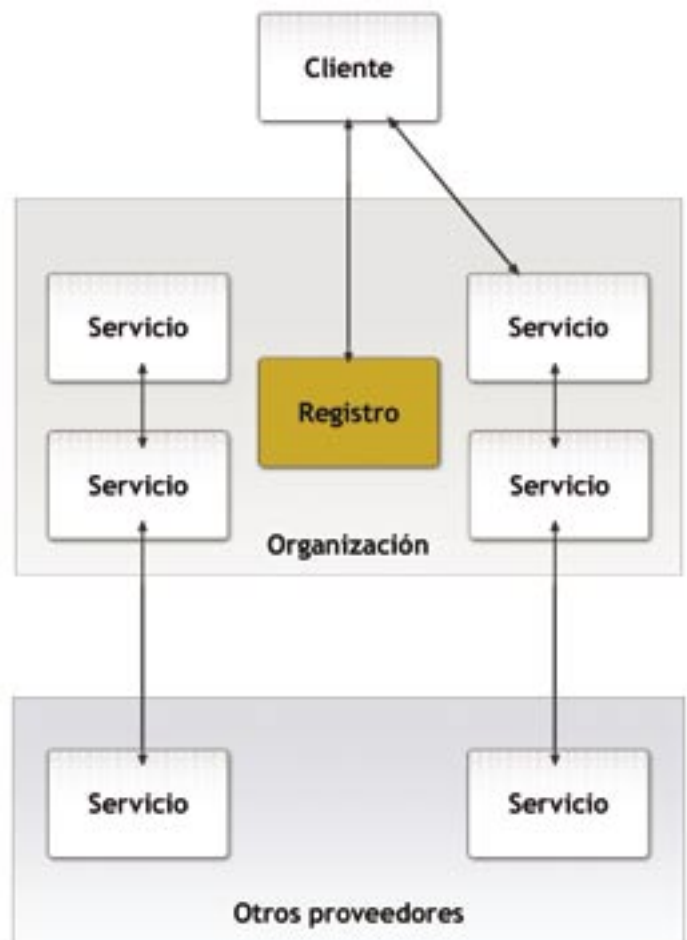 Cliente
Servicio
Servicio
Registro
Servicio
Servicio
Organización
Servicio
Servicio
Otros proveedores